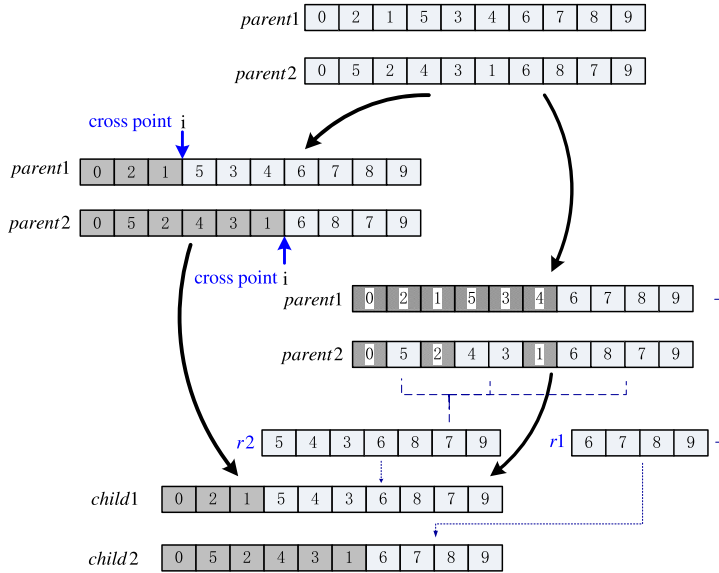 parent1 0 2 1 5 3 4 6 7 8 9
parent2 0 5 2 4 3 1 6 8 7 9
cross point i
parent1 0 2 1 5 3 4 6 7 8 9
parent2 0 5 2 4 3 1 6 8 7 9
cross point i
parent1 0 2 1 5 3 4 6 7 8 9
parent2 0 5 2 4 3 1 6 8 7 9
r2 5 4 3 6 8 7 9
r1 6 7 8 9
child1 0 2 1 5 4 3 6 8 7 9
child2 0 5 2 4 3 1 6 7 8 9